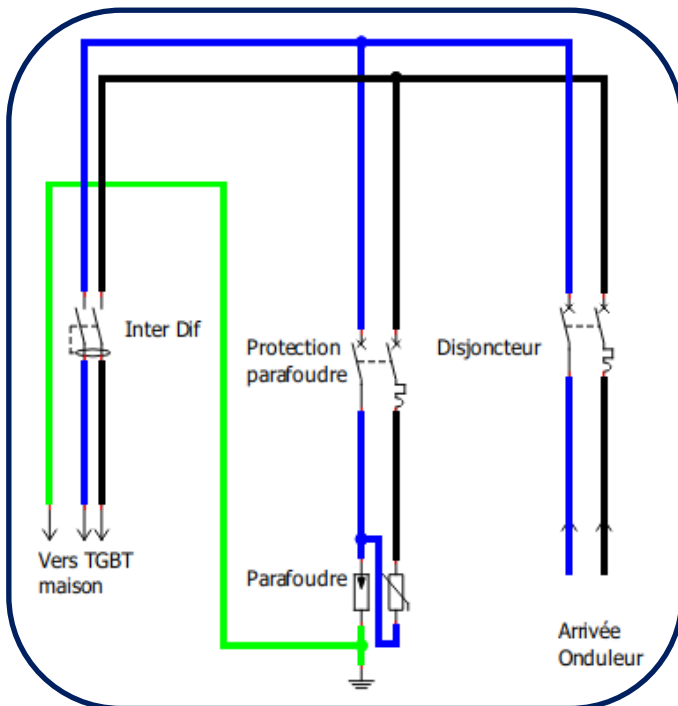 Inter Dif
Protection
parafoudre
Disjoncteur
Vers TGBT
maison
Parafoudre
Arrivée
Onduleur